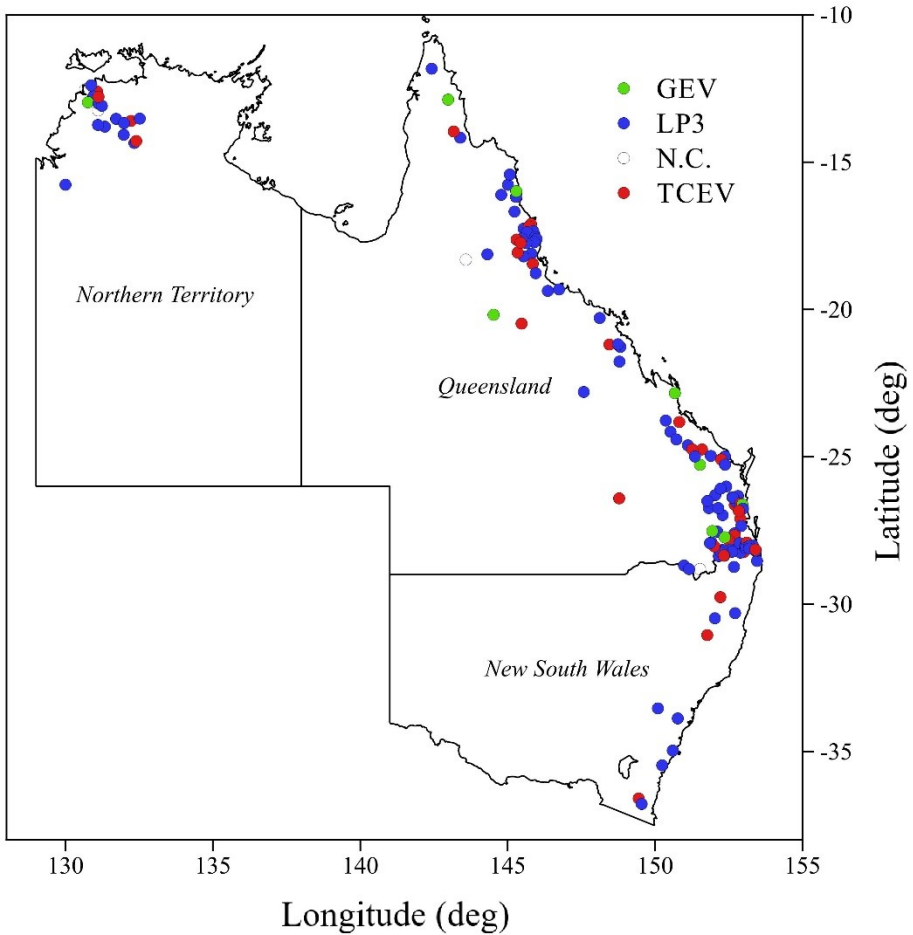 -10
GEV
LP3
N.C.
TCEV
-15
Northern Territory
-20
Queensland
-25
Latitude (deg)
-30
New South Wales
-35
130 135 140 145 150 155
Longitude (deg)